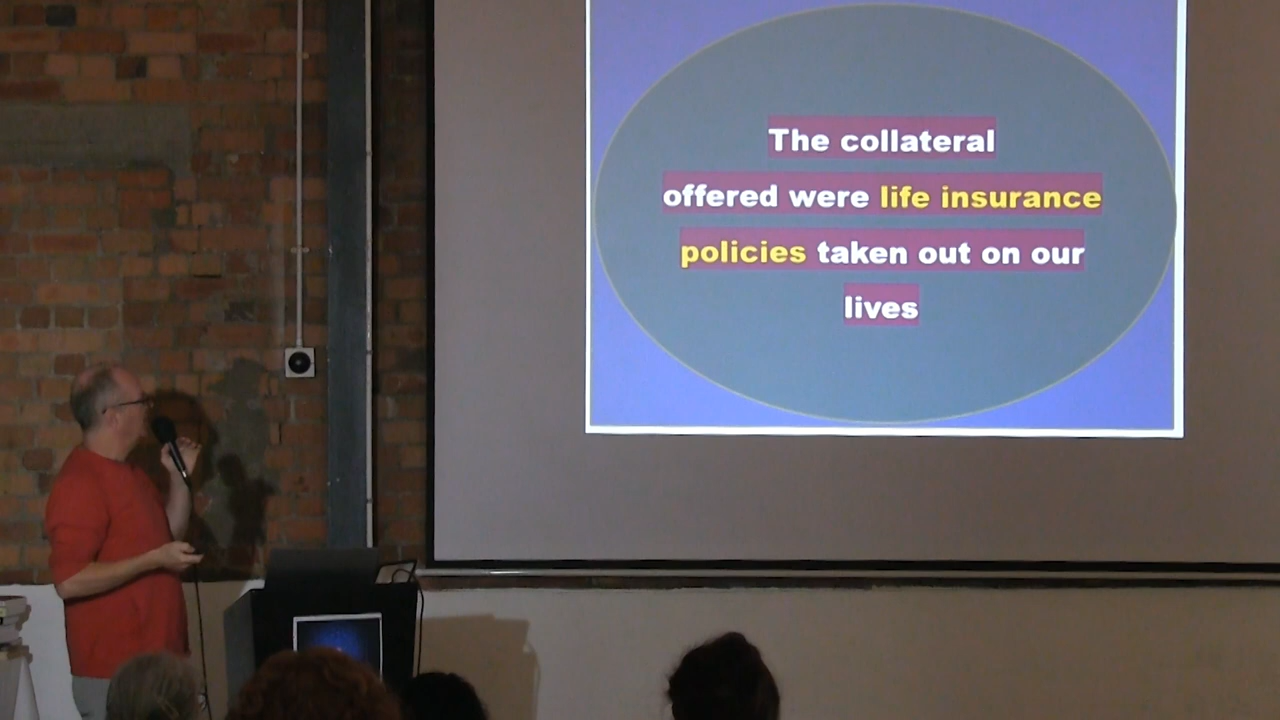 The collateral
offered were life insurance
policies taken out on our
lives